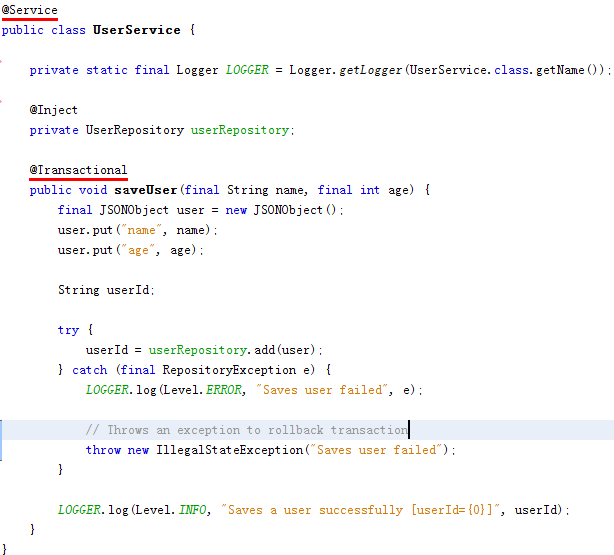 @Service
public class UserService {
private static final Logger LOGGER = Logger.getLogger(UserService.class.getName());
@Inject
private UserRepository userRepository;
@Transactional
public void saveUser(final String name, final int age) {
final JSONObject user = new JSONObject();
user.put("name", name);
user.put("age", age);
String userId;
try {
userId = userRepository.add(user);
} catch (final RepositoryException e) {
LOGGER.log(Level.ERROR, "Saves user failed", e);
// Throws an exception to rollback transaction
throw new IllegalStateException("Saves user failed");
}
LOGGER.log(Level.INFO, "Saves a user successfully [userId={0}]", userId);
}
}